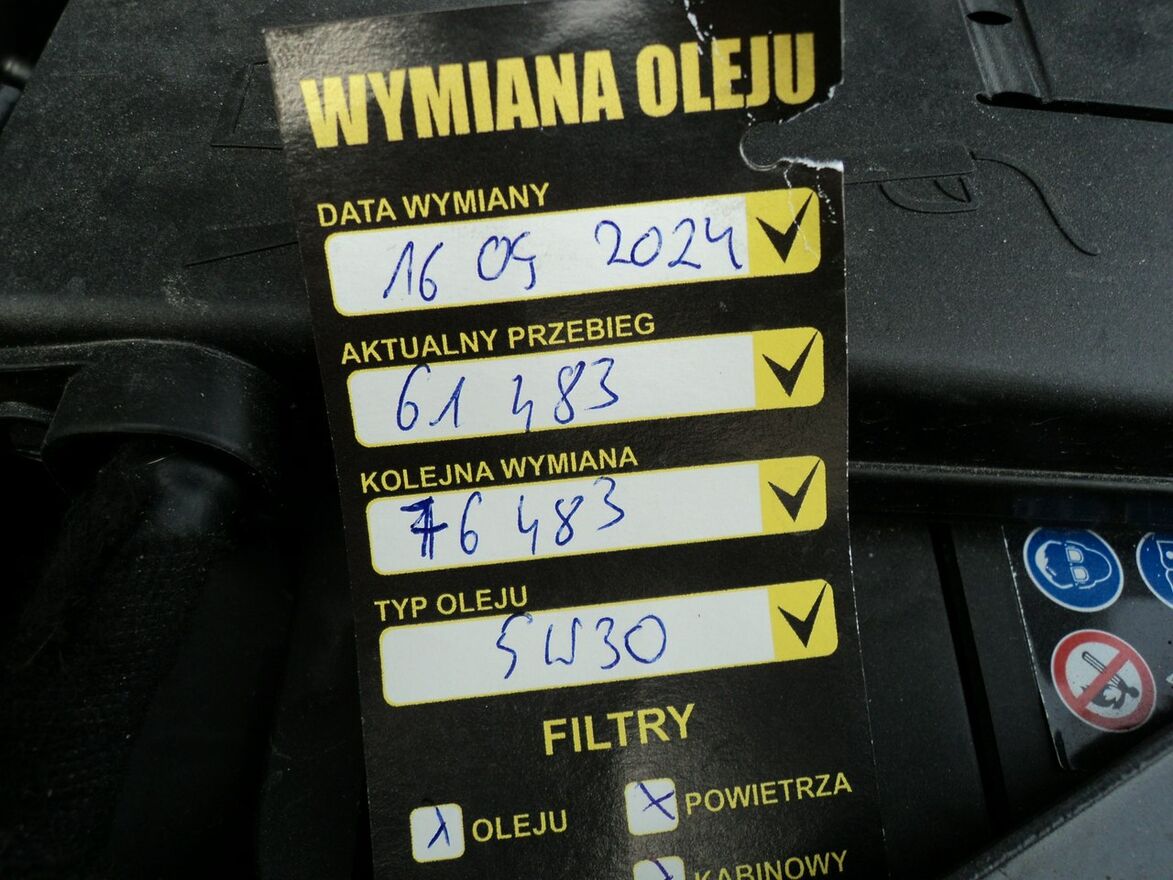 WYMIANA OLEJU
DATA WYMIANY
16 09 2024
AKTUALNY PRZEBIEG
61 483
KOLEJNA WYMIANA
76 483
TYP OLEJU
5W30
FILTRY
OLEJU
POWIETRZA
KABINOWY